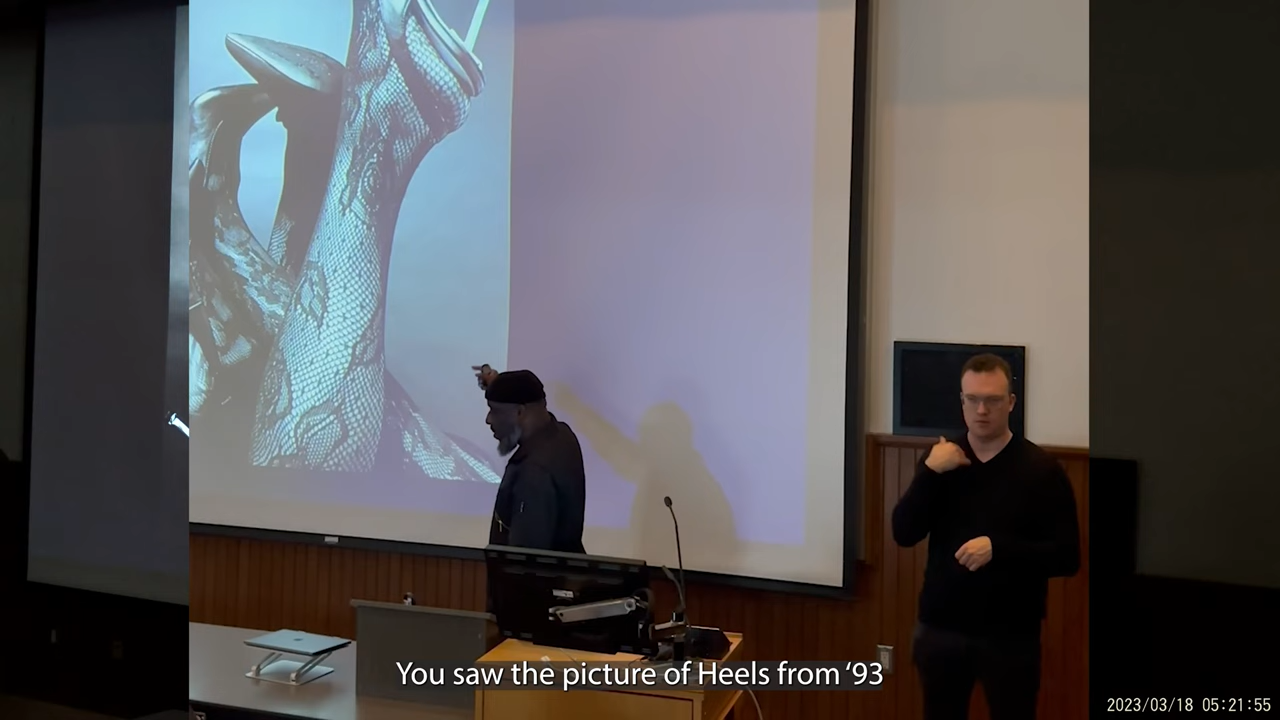 You saw the picture of Heels from ‘93
2023/03/18 05:21:55